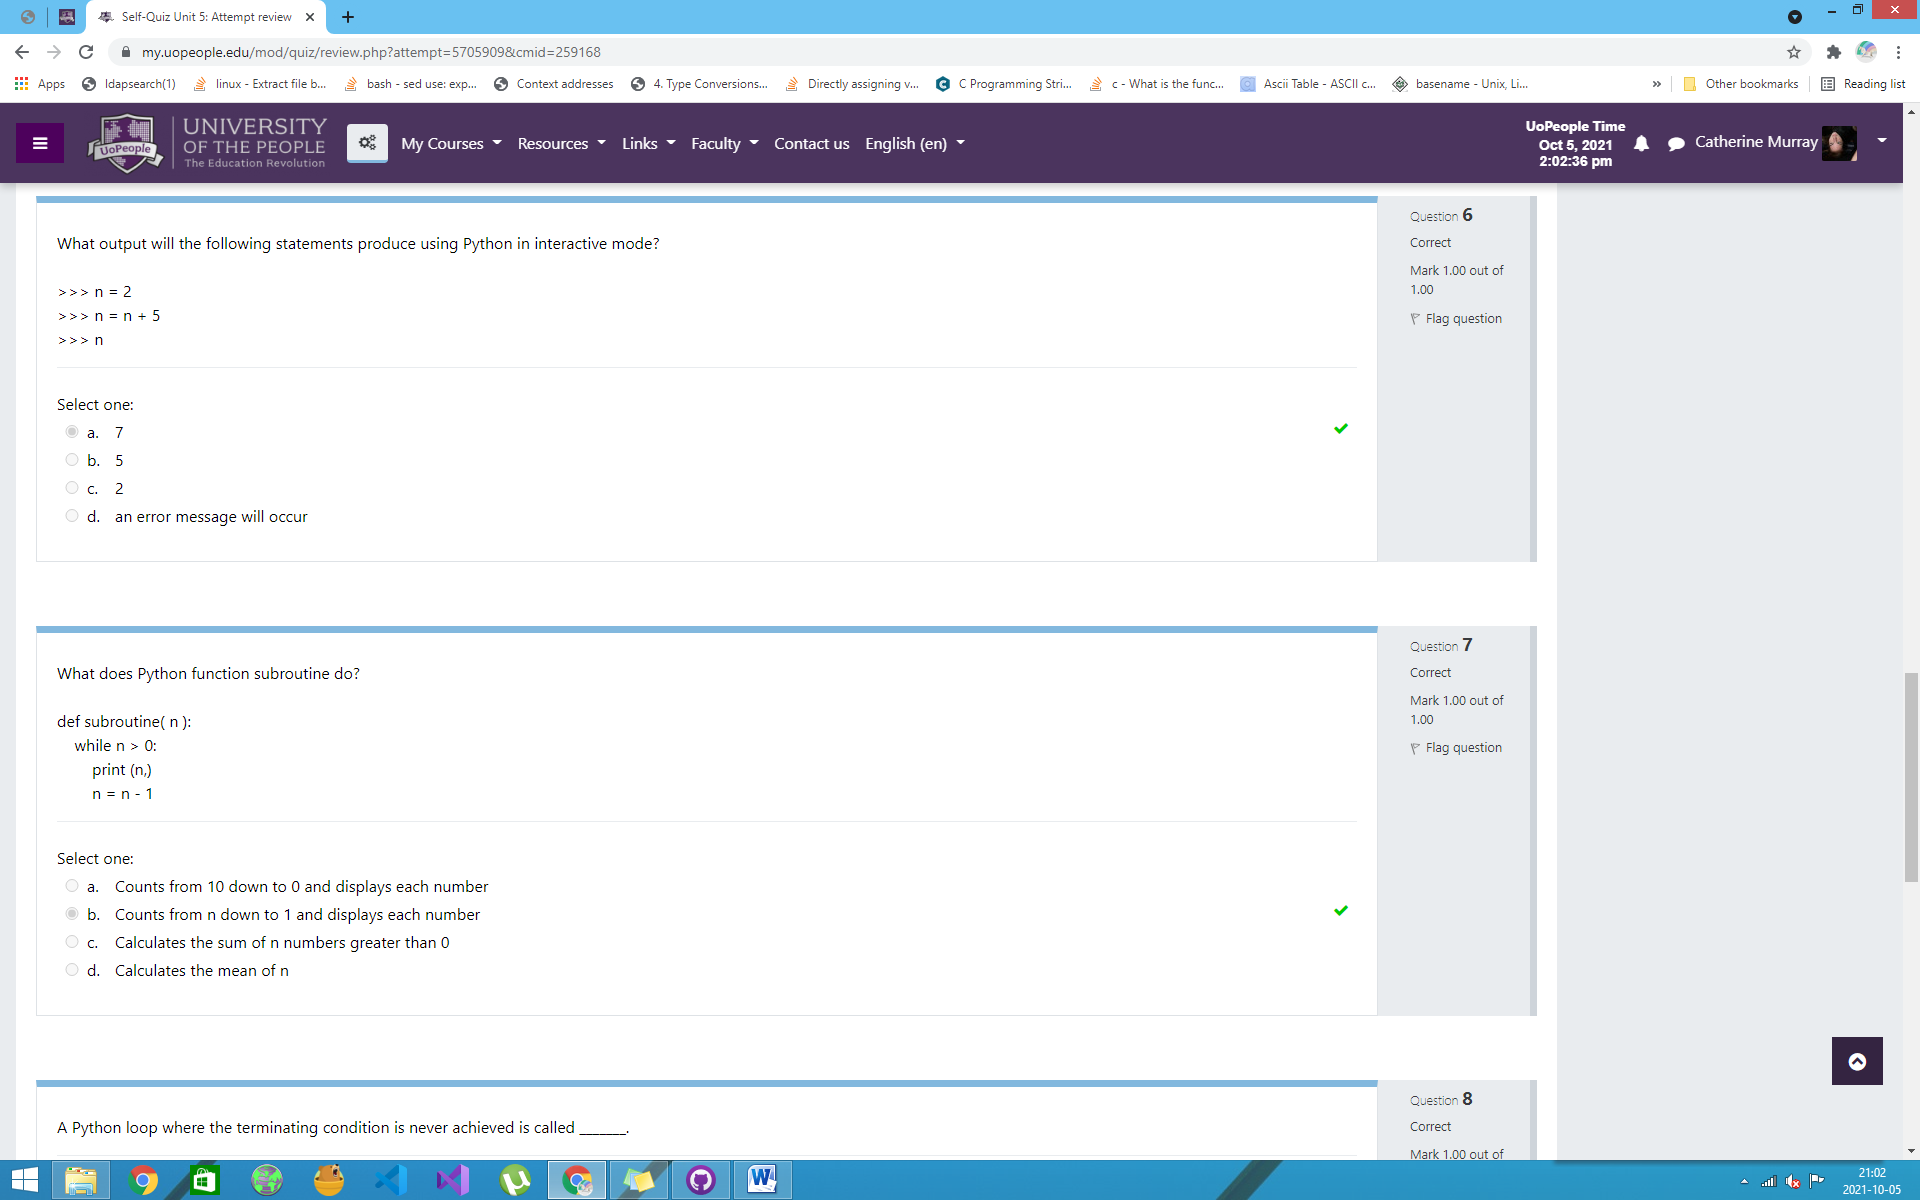 Self-Quiz Unit 5: Attempt review
my.uopeople.edu/mod/quiz/review.php?attempt=5705909&cmid=259168
Apps
ldapsearch(1)
linux - Extract file b...
bash - sed use: exp...
Context addresses
4. Type Conversions...
Directly assigning v...
C Programming Stri...
c - What is the func...
Ascii Table - ASCII c...
basename - Unix, Li...
»
Other bookmarks
Reading list
UoPeople
UNIVERSITY
OF THE PEOPLE
The Education Revolution
My Courses
Resources
Links
Faculty
Contact us
English (en)
UoPeople Time
Oct 5, 2021
2:02:36 pm
Catherine Murray
What output will the following statements produce using Python in interactive mode?
>>> n = 2
>>> n = n + 5
>>> n
Select one:
a. 7
b. 5
c. 2
d. an error message will occur
Question 6
Correct
Mark 1.00 out of
1.00
Flag question
What does Python function subroutine do?
def subroutine( n ):
while n > 0:
print (n,)
n = n - 1
Select one:
a. Counts from 10 down to 0 and displays each number
b. Counts from n down to 1 and displays each number
c. Calculates the sum of n numbers greater than 0
d. Calculates the mean of n
Question 7
Correct
Mark 1.00 out of
1.00
Flag question
A Python loop where the terminating condition is never achieved is called _______.
Question 8
Correct
Mark 1.00 out of
21:02
2021-10-05